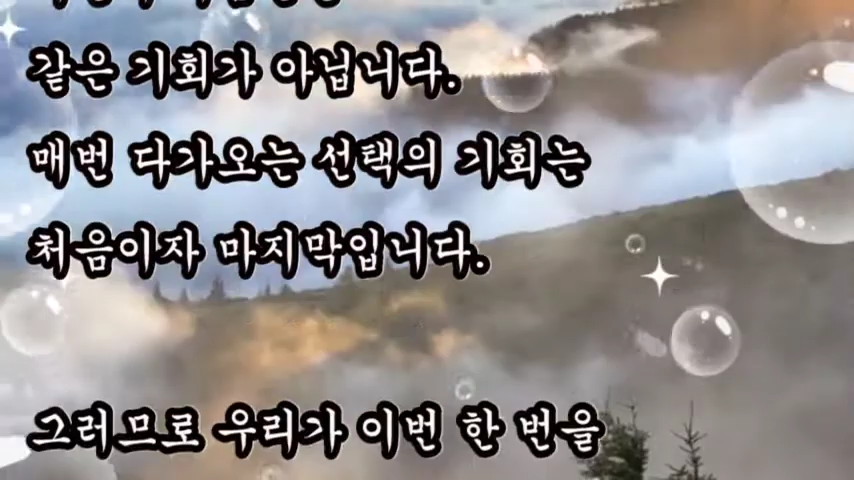 같은 기회가 아닙니다.
매번 다가오는 선택의 기회는
처음이자 마지막입니다.
그러므로 우리가 이번 한 번을